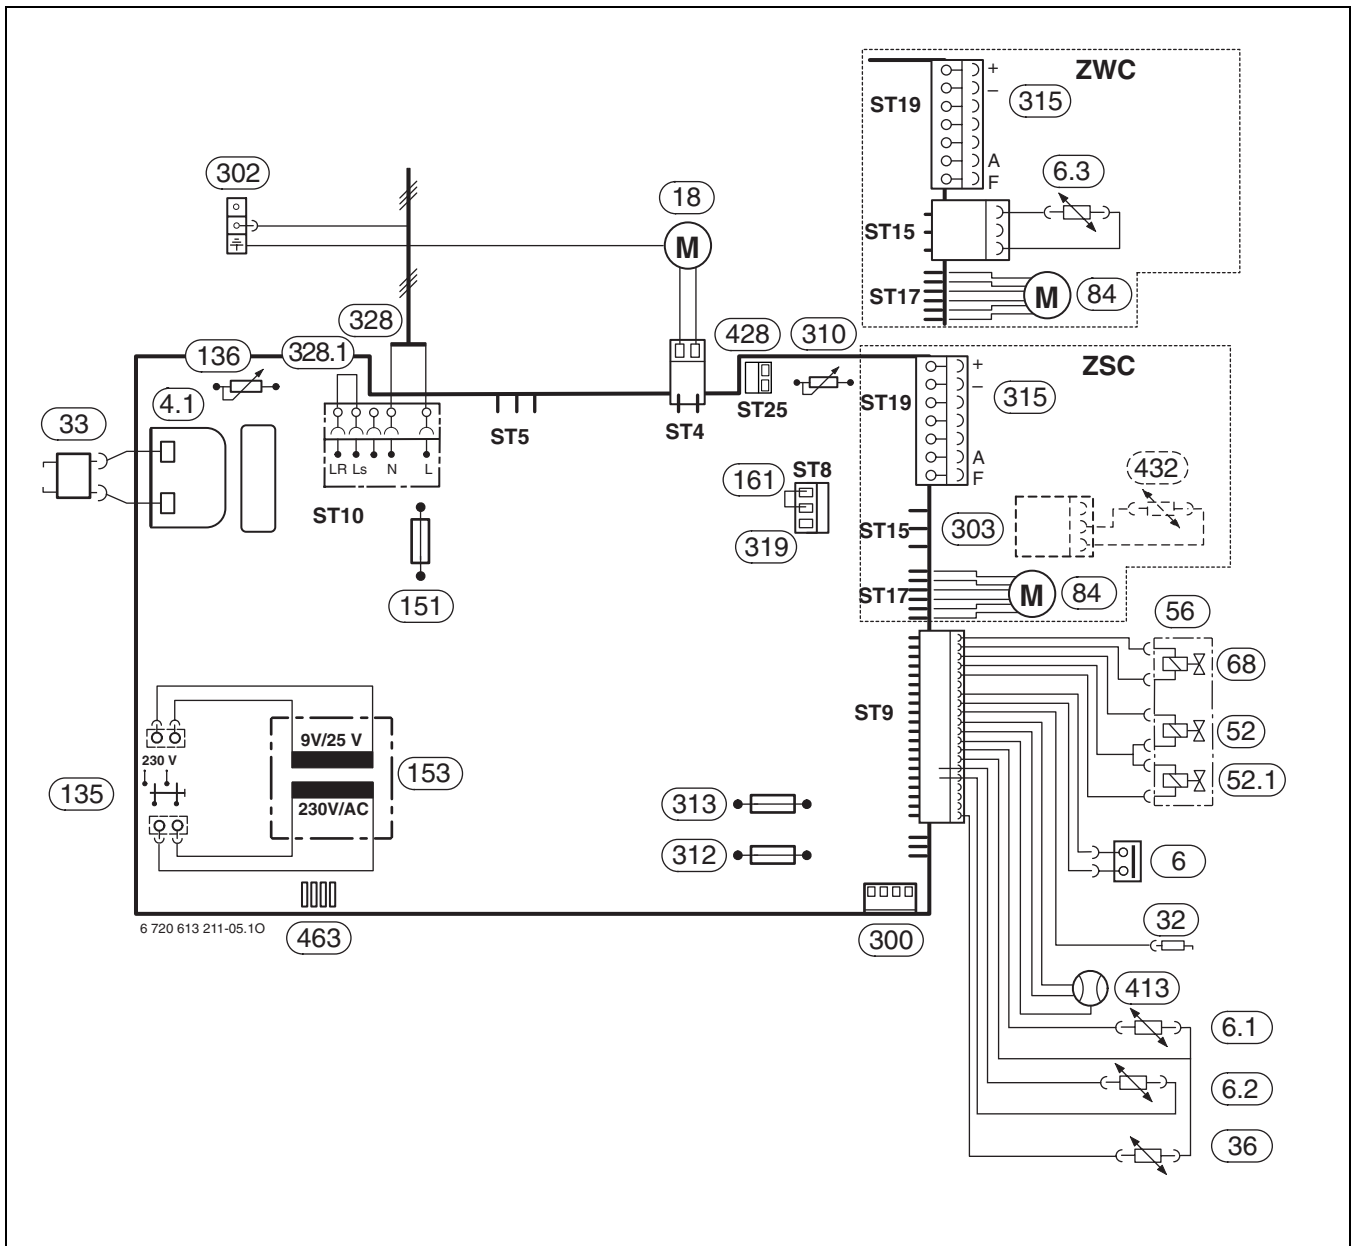 ZWC
+
–
ST19
315
A
F
6.3
ST15
ST17
M
84
302
18
M
328
428
310
ZSC
136
328.1
4.1
33
ST5
ST4
ST25
ST19
+
–
315
A
F
LR Ls N L
ST10
161
ST8
319
432
ST15
303
151
ST17
M
84
56
68
ST9
52
52.1
9V/25 V
230 V
153
135
230V/AC
313
312
6
463
300
32
6 720 613 211-05.1O
413
6.1
6.2
36